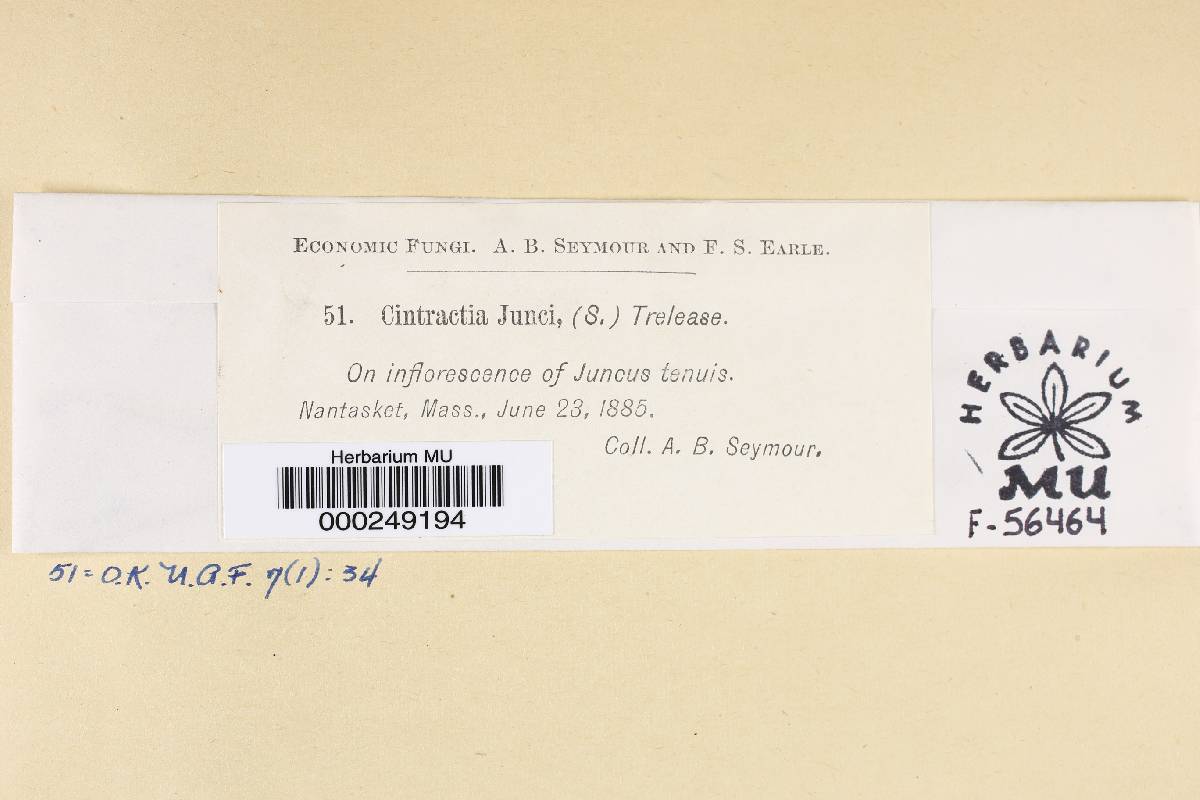 ECONOMIC FUNGI. A. B. SEYMOUR AND F. S. EARLE.
51. Cintractia Junci, (S.) Trelease.
On inflorescence of Juncus tenuis.
Nantasket, Mass., June 23, 1885.
Coll. A. B. Seymour.
Herbarium MU
000249194
HERBARIUM
MU
F-56464
51 = O.K. U.A.F. 7(1): 34